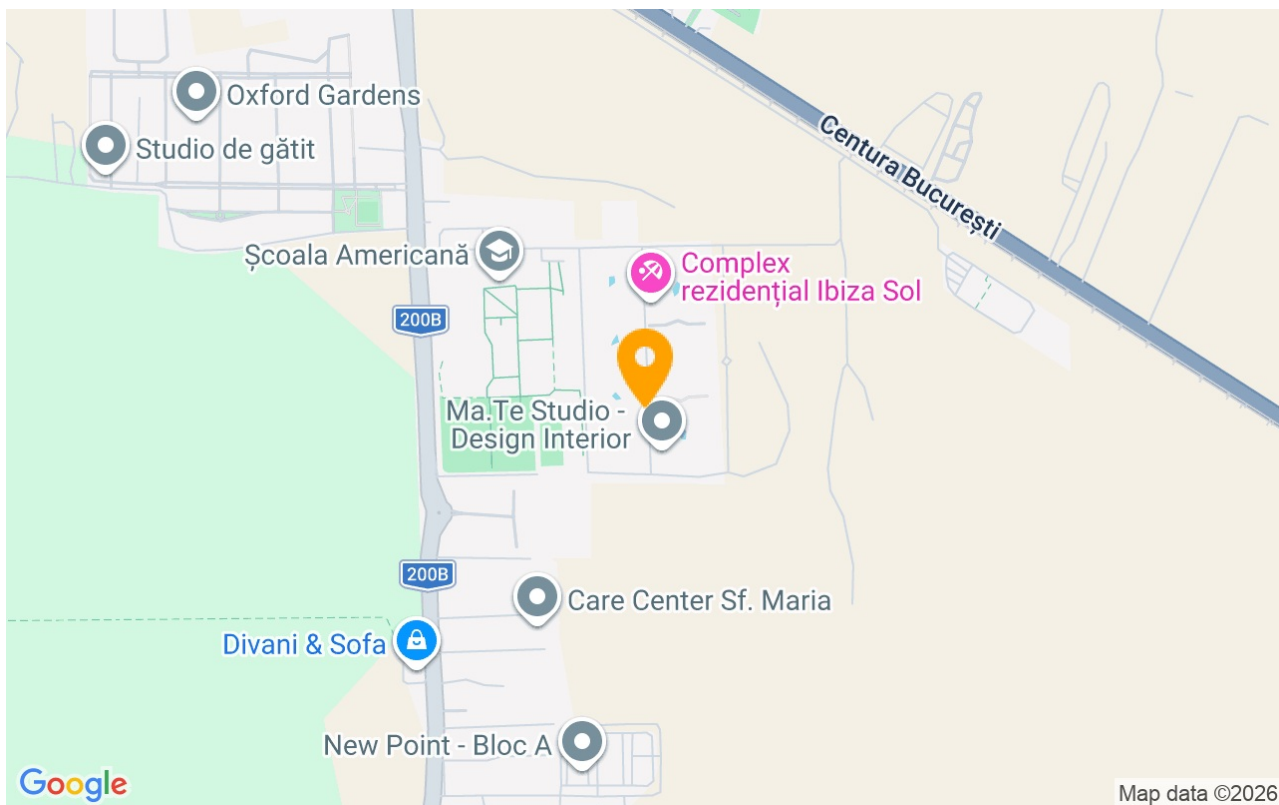 Oxford Gardens
Studio de gătit
Centura București
Școala Americană
Complex
rezidențial Ibiza Sol
200B
Ma.Te Studio -
Design Interior
200B
Care Center Sf. Maria
Divani & Sofa
New Point - Bloc A
Google
Map data ©2026